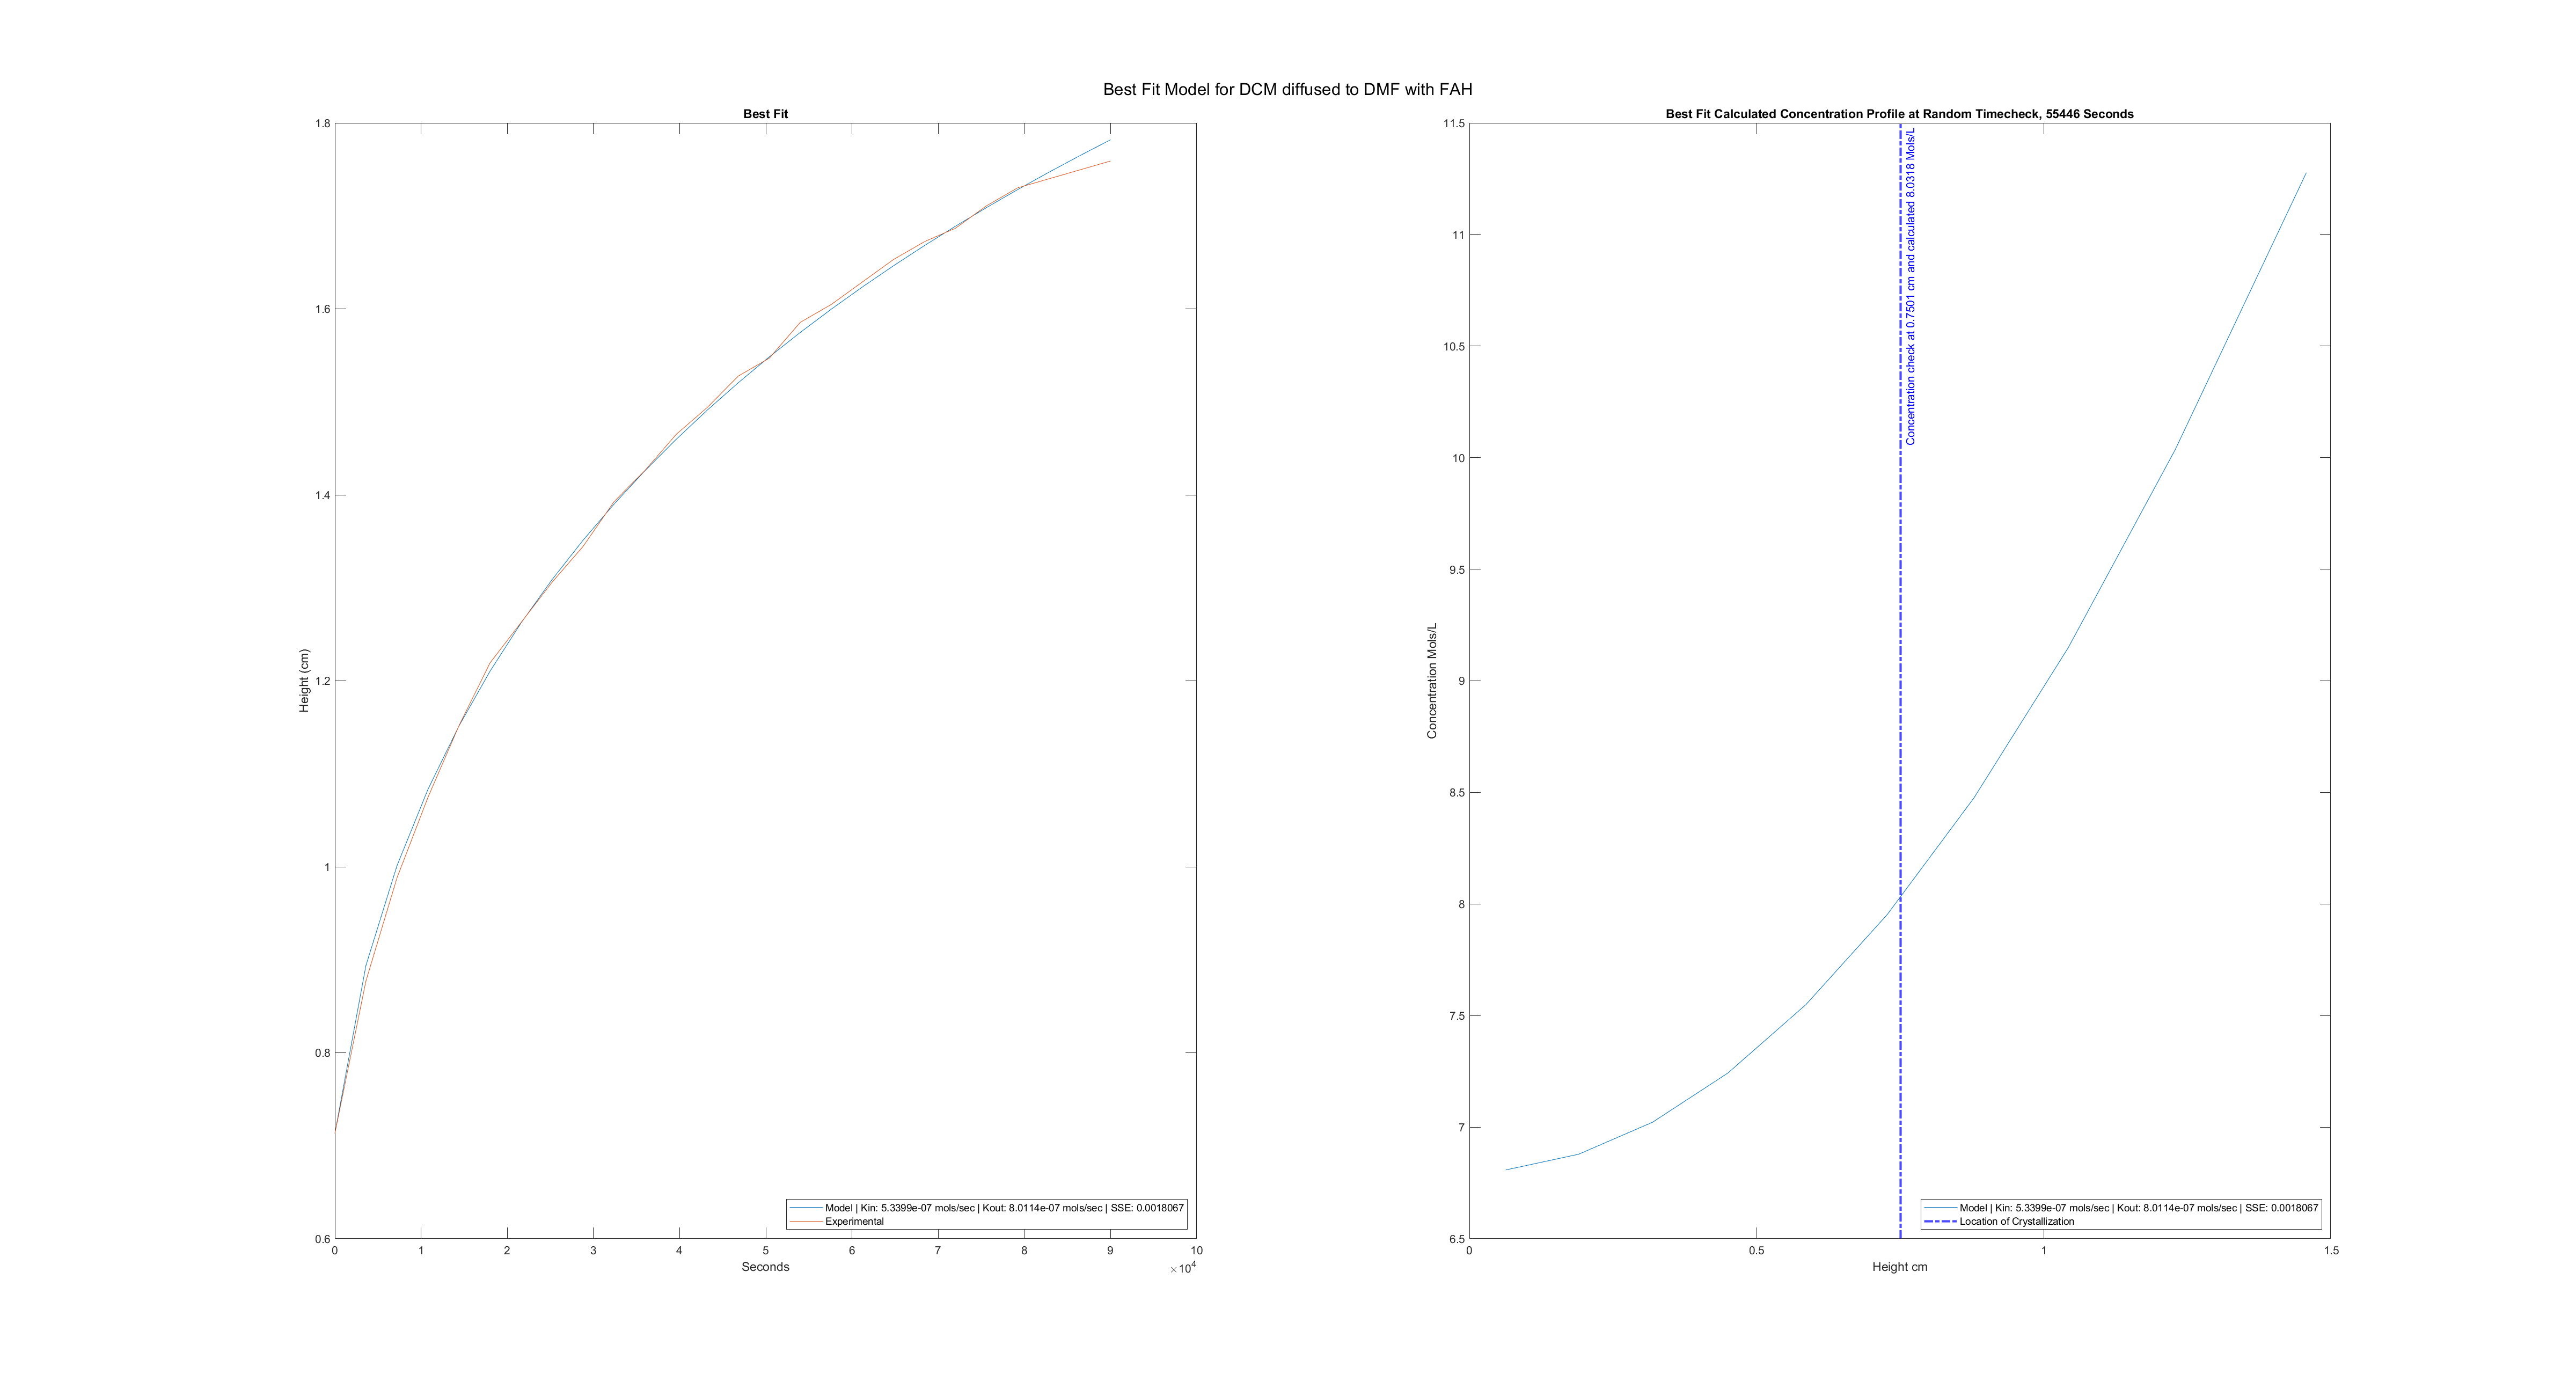 Best Fit Model for DCM diffused to DMF with FAH
Best Fit
1.8
1.6
1.4
1.2
1
0.8
0.6
Height (cm)
0 1 2 3 4 5 6 7 8 9 10
Seconds
×10^4
Model | Kin: 5.3399e-07 mols/sec | Kout: 8.0114e-07 mols/sec | SSE: 0.0018067
Experimental
Best Fit Calculated Concentration Profile at Random Timecheck, 55446 Seconds
11.5
11
10.5
10
9.5
9
8.5
8
7.5
7
6.5
Concentration Mols/L
Concentration check at 0.7501 cm and calculated 8.0318 Mols/L
0 0.5 1 1.5
Height cm
Model | Kin: 5.3399e-07 mols/sec | Kout: 8.0114e-07 mols/sec | SSE: 0.0018067
Location of Crystallization